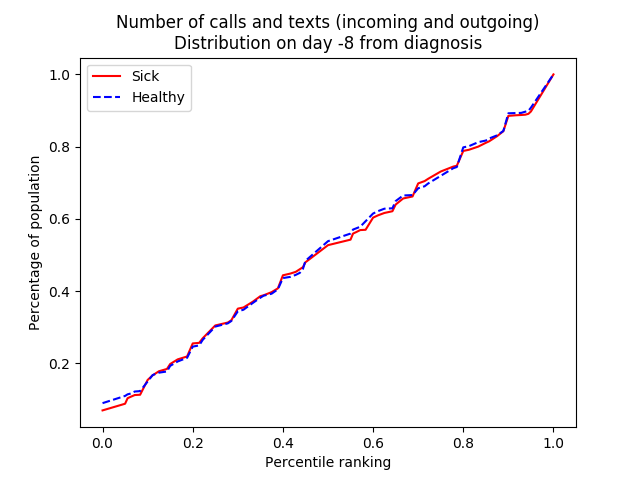 Number of calls and texts (incoming and outgoing)
Distribution on day -8 from diagnosis
Sick
Healthy
Percentage of population
1.0
0.8
0.6
0.4
0.2
0.0
0.2
0.4
0.6
0.8
1.0
Percentile ranking